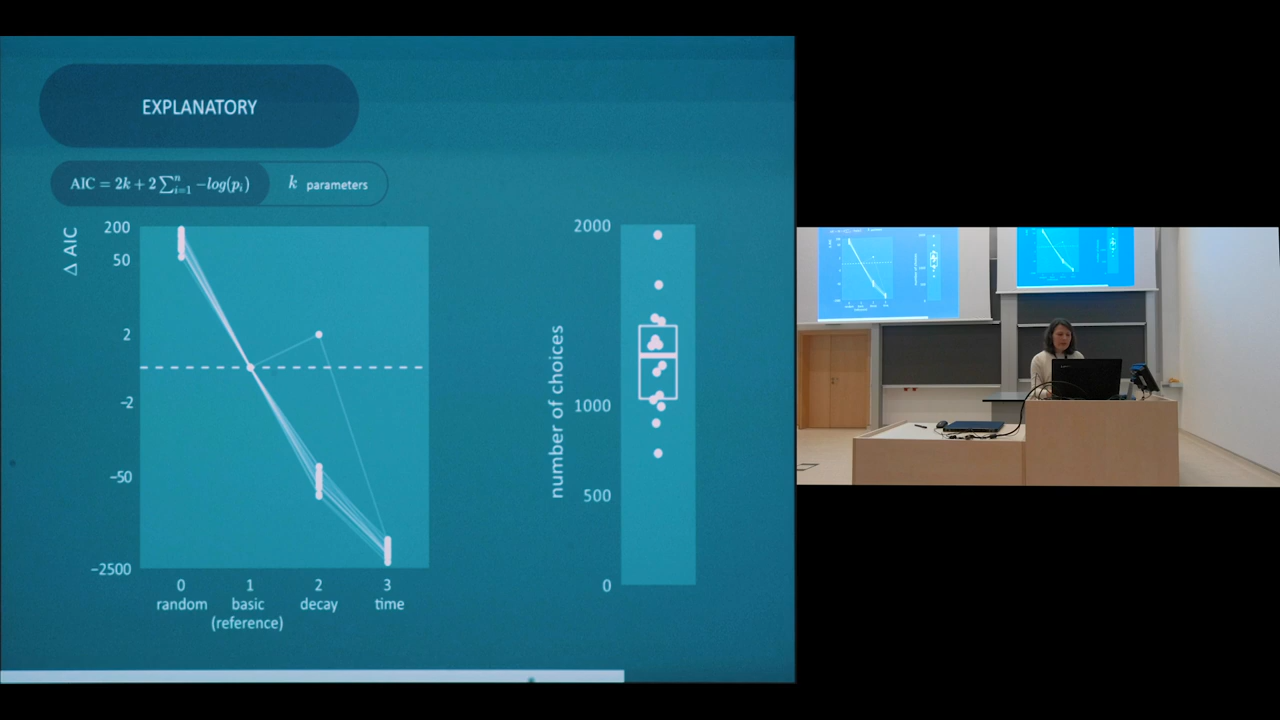 EXPLANATORY
AIC = 2k + 2 ∑ⁿᵢ₌₁ −log(pᵢ)
k parameters
Δ AIC
200
50
2
-2
-50
−2500
0
1
2
3
random
basic
decay
time
(reference)
number of choices
2000
1000
500
0